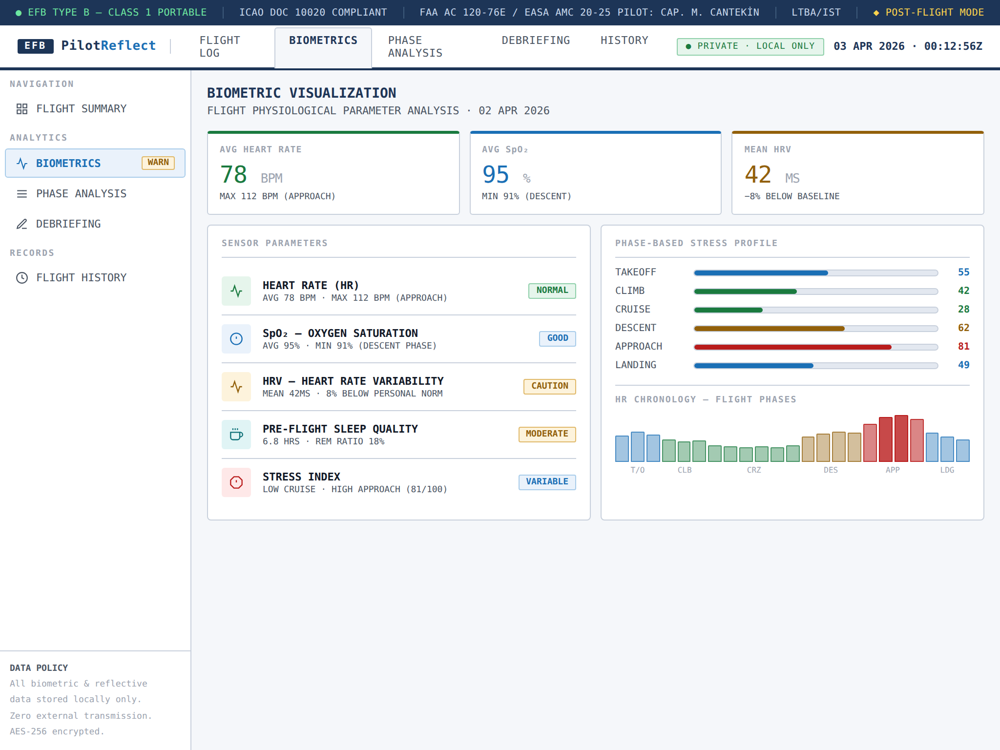 ● EFB TYPE B — CLASS 1 PORTABLE
ICAO DOC 10020 COMPLIANT
FAA AC 120-76E / EASA AMC 20-25 PILOT: CAP. M. CANTEKİN
LTBA/IST
◆ POST-FLIGHT MODE
EFB PilotReflect
FLIGHT
LOG
BIOMETRICS
PHASE
ANALYSIS
DEBRIEFING
HISTORY
● PRIVATE · LOCAL ONLY
03 APR 2026 · 00:12:56Z
NAVIGATION
FLIGHT SUMMARY
ANALYTICS
BIOMETRICS WARN
PHASE ANALYSIS
DEBRIEFING
RECORDS
FLIGHT HISTORY
DATA POLICY
All biometric & reflective
data stored locally only.
Zero external transmission.
AES-256 encrypted.
BIOMETRIC VISUALIZATION
FLIGHT PHYSIOLOGICAL PARAMETER ANALYSIS · 02 APR 2026
AVG HEART RATE
78 BPM
MAX 112 BPM (APPROACH)
AVG SpO₂
95 %
MIN 91% (DESCENT)
MEAN HRV
42 MS
−8% BELOW BASELINE
SENSOR PARAMETERS
HEART RATE (HR)
AVG 78 BPM · MAX 112 BPM (APPROACH)
NORMAL
SpO₂ — OXYGEN SATURATION
AVG 95% · MIN 91% (DESCENT PHASE)
GOOD
HRV — HEART RATE VARIABILITY
MEAN 42MS · 8% BELOW PERSONAL NORM
CAUTION
PRE-FLIGHT SLEEP QUALITY
6.8 HRS · REM RATIO 18%
MODERATE
STRESS INDEX
LOW CRUISE · HIGH APPROACH (81/100)
VARIABLE
PHASE-BASED STRESS PROFILE
TAKEOFF 55
CLIMB 42
CRUISE 28
DESCENT 62
APPROACH 81
LANDING 49
HR CHRONOLOGY — FLIGHT PHASES
T/O CLB CRZ DES APP LDG